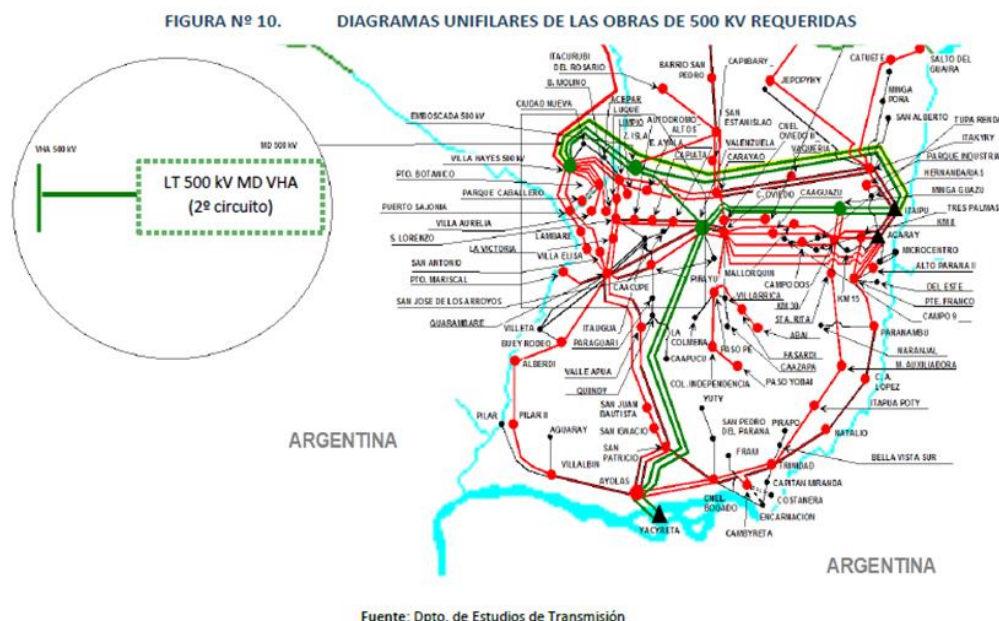 FIGURA Nº 10. DIAGRAMAS UNIFILARES DE LAS OBRAS DE 500 KV REQUERIDAS
VHA 500 kV
MD 500 kV
LT 500 kV MD VHA
(2º circuito)
ITACURUBI
DEL ROSARIO
B. MOLINO
CIUDAD NUEVA
EMBOSCADA 500 kV
VILLA HAYES 500 kV
PTO. BOTANICO
PARQUE CABALLERO
PUERTO SAJONIA
VILLA AURELIA
S. LORENZO
LAMBARE
LA VICTORIA
VILLA ELISA
SAN ANTONIO
PTO. MARISCAL
SAN JOSE DE LOS ARROYOS
GUARAMBARE
VILLETA
BUEY RODEO
ALBERDI
PILAR
PILAR II
AGUARAY
VILLALBIN
ACEPAR
LUQUE
LIMPIO
Z. ISLA
E. AYALA
AUTODROMO
ALTOS
CAPIATA
BARRIO SAN
PEDRO
CAPIIBARY
SAN
ESTANISLAO
VALENZUELA
CARAYAO
JEPOPYHY
CNEL
OVIEDO II
VAQUERIA
C. OVIEDO
CAAGUAZU
CATUETE
SALTO DEL
GUAIRA
MINGA
PORA
SAN ALBERTO
TUPA RENDA
ITAKYRY
PARQUE INDUSTRIAL
HERNANDARIAS
MINGA GUAZU
ITAIPU
TRES PALMAS
KM 8
ACARAY
MICROCENTRO
ALTO PARANA II
DEL ESTE
PTE. FRANCO
CAMPO 9
KM 15
PARANAMBU
NARANJAL
M. AUXILIADORA
C. A.
LOPEZ
ITAPUA POTY
NATALIO
BELLA VISTA SUR
CAACUPE
PIRAYU
MALLORQUIN
CAMPO DOS
VILLARRICA
KM 30
STA. RITA
ABAI
ITAUGUA
PARAGUARI
LA
COLMENA
CAAPUCU
PASO PE
FASARDI
CAAZAPA
PASO YOBAI
COL. INDEPENDENCIA
YUTY
VALLE APUA
QUIINDY
SAN JUAN
BAUTISTA
SAN IGNACIO
SAN
PATRICIO
AYOLAS
YACYRETA
SAN PEDRO
DEL PARANA
PIRAPO
FRAM
TRINIDAD
CAPITAN MIRANDA
COSTANERA
ENCARNACION
CNEL.
BOGADO
CAMBYRETA
ARGENTINA
ARGENTINA
Fuente: Dpto. de Estudios de Transmisión